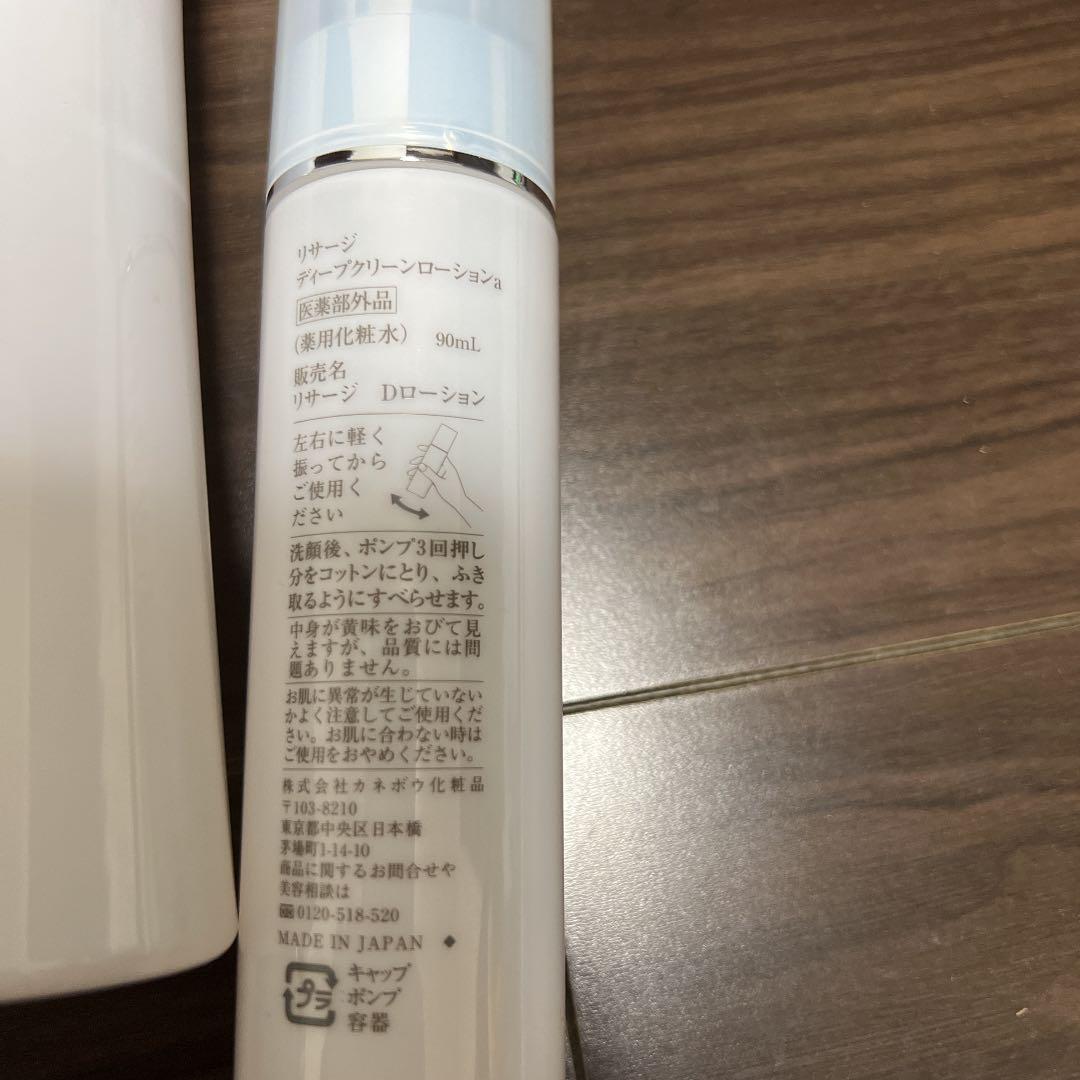 リサージ
ディープクリーンローションa
医薬部外品
(薬用化粧水) 90mL
販売名
リサージ Dローション
左右に軽く
振ってから
ご使用く
ださい
洗顔後、ポンプ3回押し
分をコットンにとり、ふき
取るようにすべらせます。
中身が黄味をおびて見
えますが、品質には問
題ありません。
お肌に異常が生じていない
かよく注意してご使用くだ
さい。お肌に合わない時は
ご使用をおやめください。
株式会社カネボウ化粧品
〒103-8210
東京都中央区日本橋
茅場町1-14-10
商品に関するお問合せや
美容相談は
0120-518-520
MADE IN JAPAN ◆
プラ
キャップ
ポンプ
容器